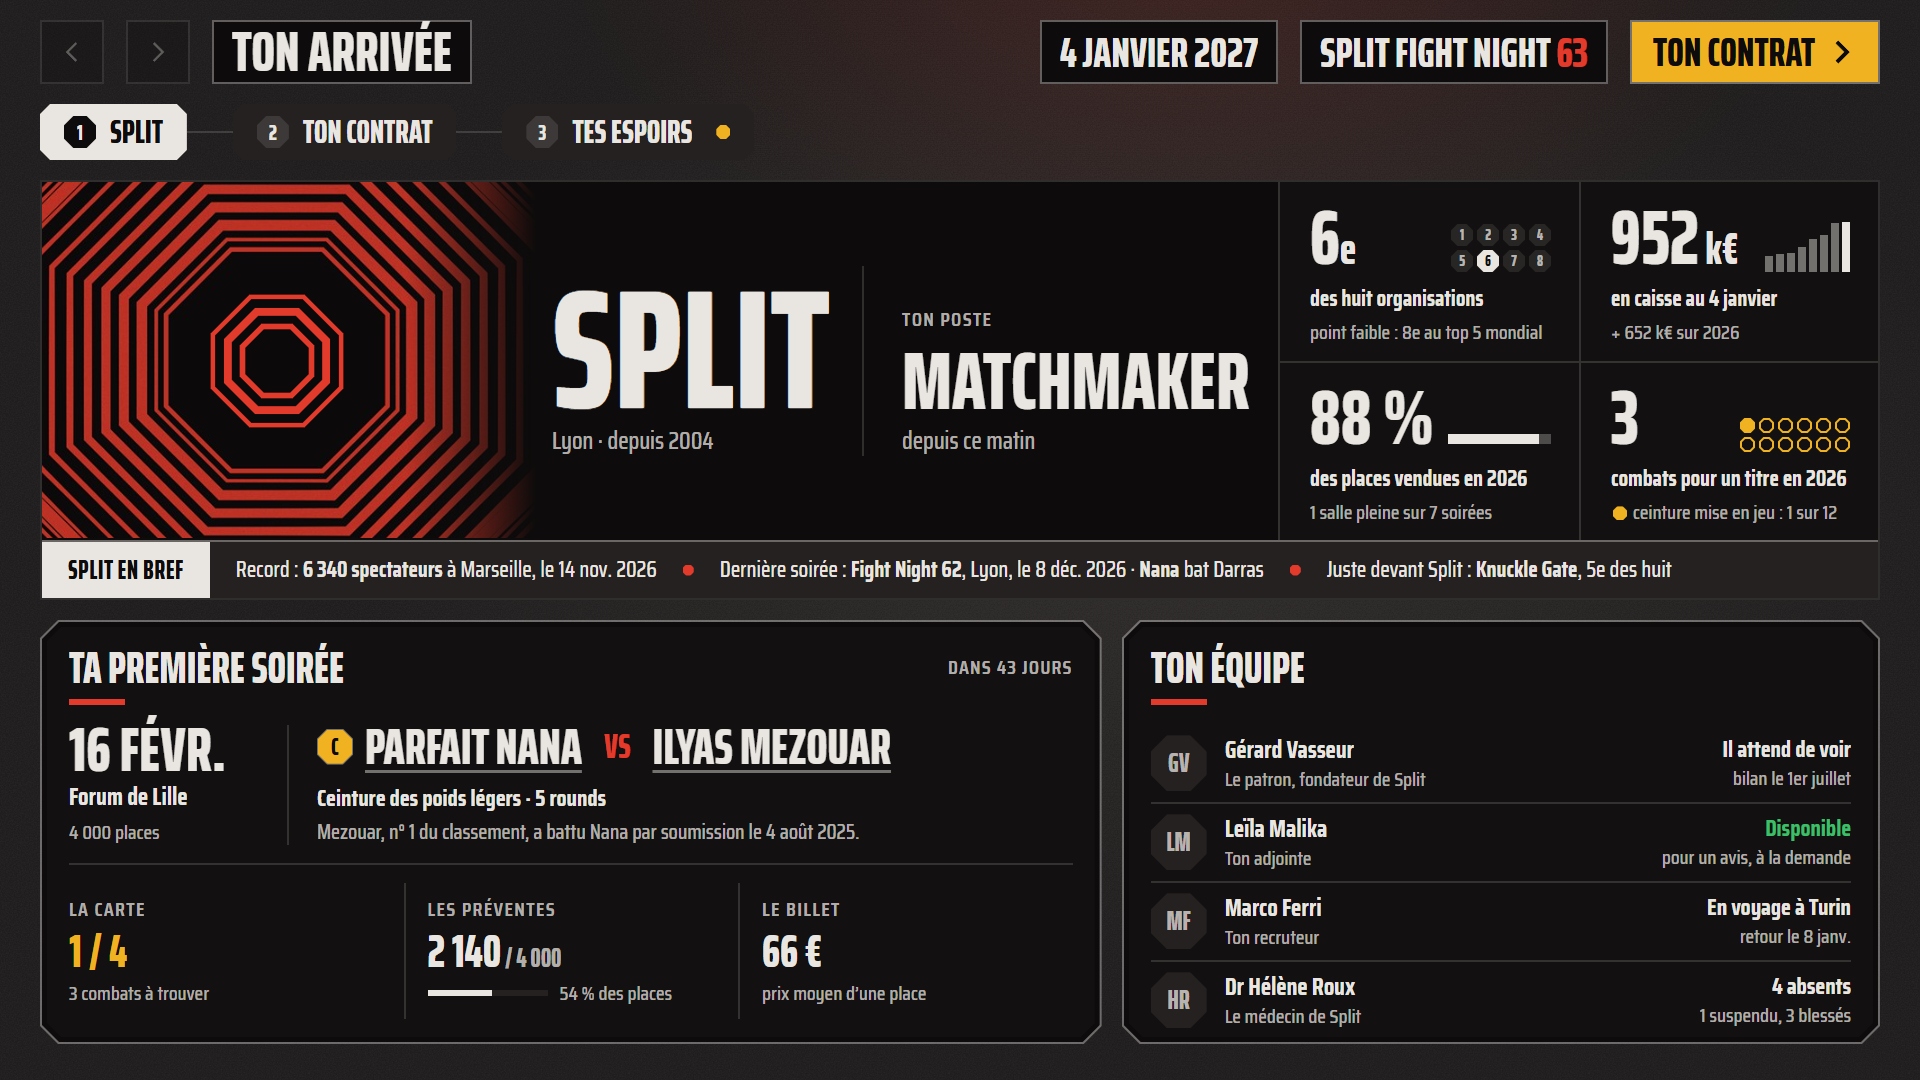 TON ARRIVÉE
4 JANVIER 2027
SPLIT FIGHT NIGHT 63
TON CONTRAT
1 SPLIT
2 TON CONTRAT
3 TES ESPOIRS
SPLIT
Lyon · depuis 2004
TON POSTE
MATCHMAKER
depuis ce matin
6e
1 2 3 4
5 6 7 8
des huit organisations
point faible : 8e au top 5 mondial
952 k€
en caisse au 4 janvier
+ 652 k€ sur 2026
88 %
des places vendues en 2026
1 salle pleine sur 7 soirées
3
combats pour un titre en 2026
ceinture mise en jeu : 1 sur 12
SPLIT EN BREF
Record : 6 340 spectateurs à Marseille, le 14 nov. 2026
Dernière soirée : Fight Night 62, Lyon, le 8 déc. 2026 · Nana bat Darras
Juste devant Split : Knuckle Gate, 5e des huit
TA PREMIÈRE SOIRÉE
DANS 43 JOURS
16 FÉVR.
Forum de Lille
4 000 places
C PARFAIT NANA VS ILYAS MEZOUAR
Ceinture des poids légers · 5 rounds
Mezouar, n° 1 du classement, a battu Nana par soumission le 4 août 2025.
LA CARTE
1 / 4
3 combats à trouver
LES PRÉVENTES
2 140 / 4 000
54 % des places
LE BILLET
66 €
prix moyen d’une place
TON ÉQUIPE
GV
Gérard Vasseur
Le patron, fondateur de Split
Il attend de voir
bilan le 1er juillet
LM
Leïla Malika
Ton adjointe
Disponible
pour un avis, à la demande
MF
Marco Ferri
Ton recruteur
En voyage à Turin
retour le 8 janv.
HR
Dr Hélène Roux
Le médecin de Split
4 absents
1 suspendu, 3 blessés